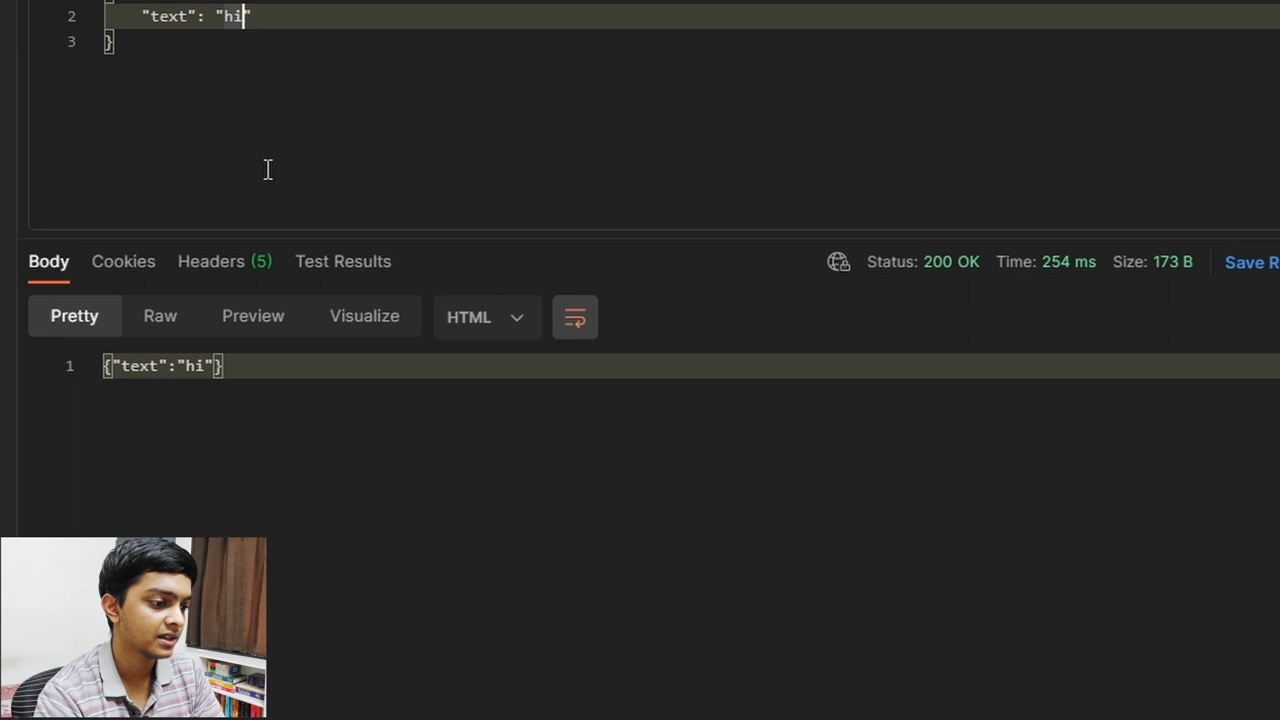 2 "text": "hi"
3 }
Body Cookies Headers (5) Test Results Status: 200 OK Time: 254 ms Size: 173 B Save R
Pretty Raw Preview Visualize HTML
1 {"text":"hi"}